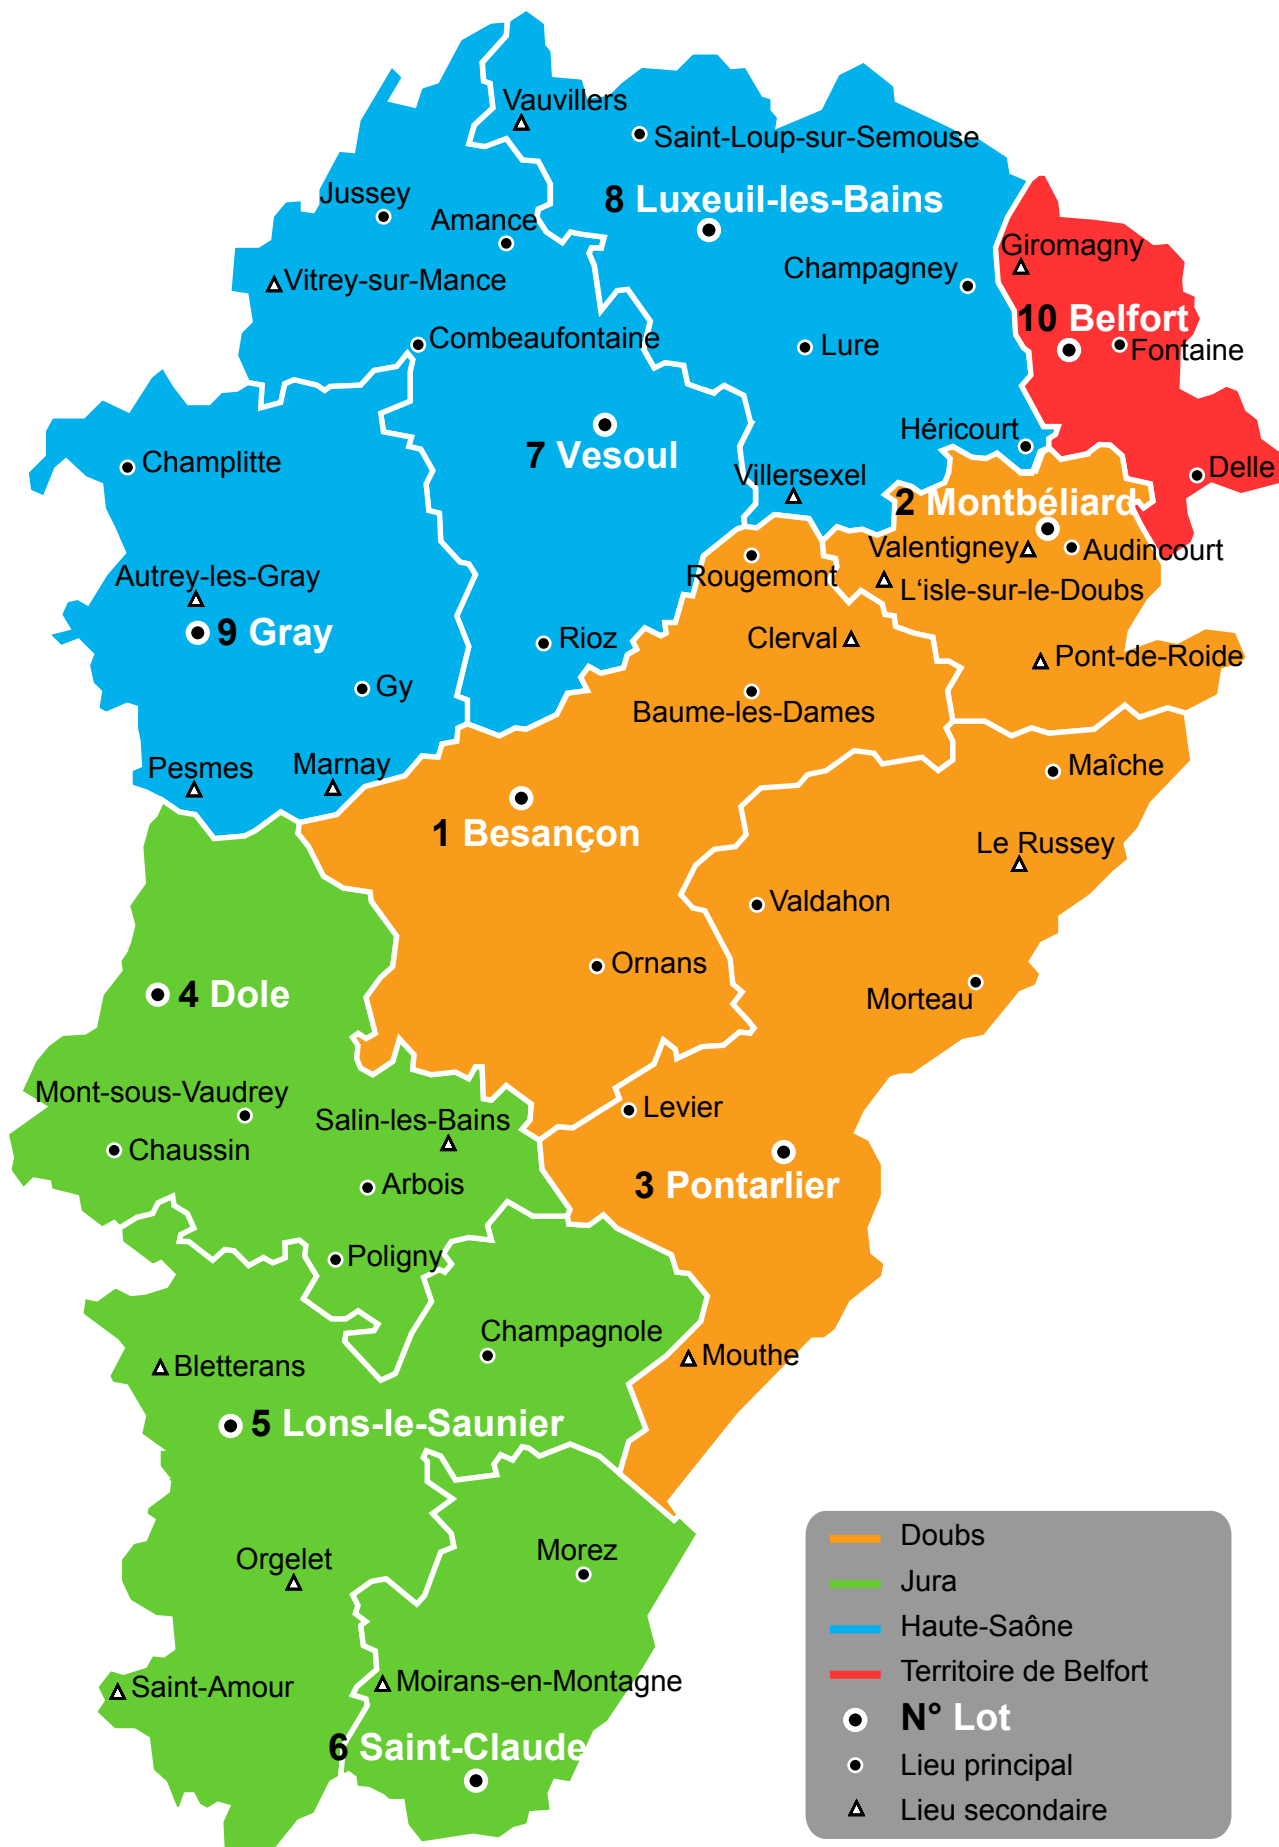 Vauvillers
Saint-Loup-sur-Semouse
Jussey
8 Luxeuil-les-Bains
Amance
Giromagny
Champagney
Vitrey-sur-Mance
10 Belfort
Combeaufontaine
Lure
Fontaine
Héricourt
7 Vesoul
Champlitte
Villersexel
Delle
2 Montbéliard
Valentigney
Audincourt
Autrey-les-Gray
Rougemont
L'isle-sur-le-Doubs
9 Gray
Rioz
Clerval
Pont-de-Roide
Gy
Baume-les-Dames
Pesmes
Marnay
Maîche
1 Besançon
Le Russey
Valdahon
Ornans
4 Dole
Morteau
Mont-sous-Vaudrey
Levier
Salin-les-Bains
Chaussin
Arbois
3 Pontarlier
Poligny
Champagnole
Mouthe
Bletterans
5 Lons-le-Saunier
Morez
Orgelet
Moirans-en-Montagne
Saint-Amour
6 Saint-Claude
Doubs
Jura
Haute-Saône
Territoire de Belfort
N° Lot
Lieu principal
Lieu secondaire